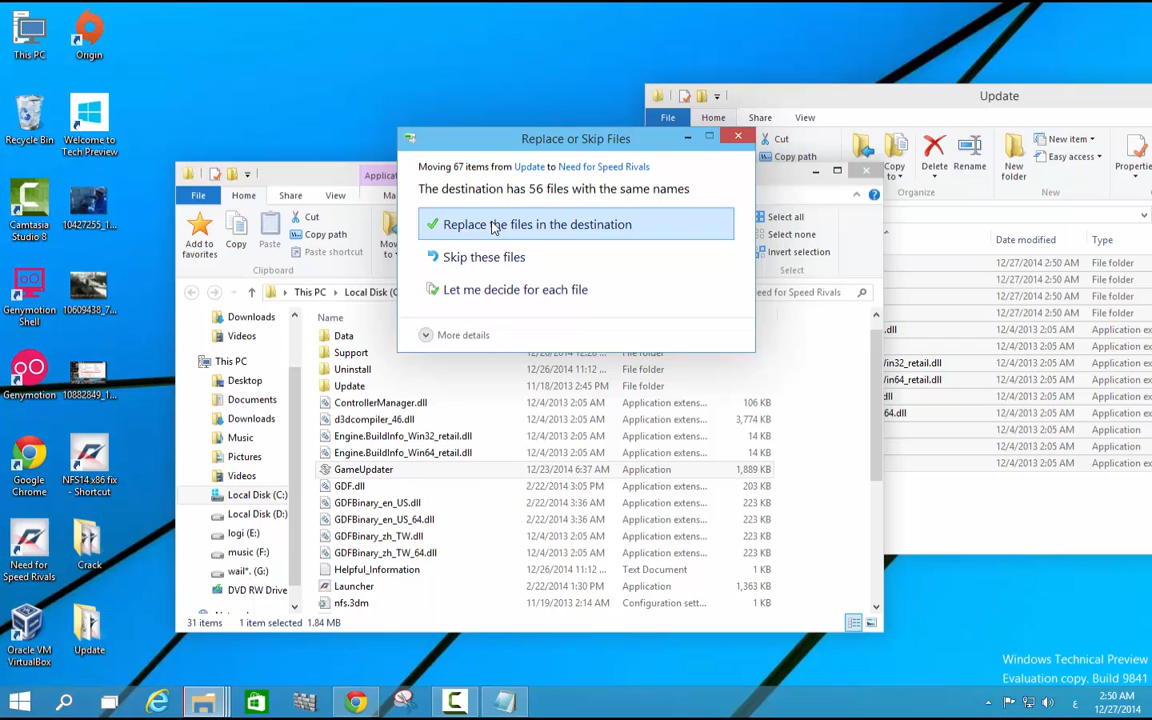 This PC
Origin
Recycle Bin
Welcome to
Tech Preview
Camtasia
Studio 8
10427255_1...
Genymotion
Shell
10609438_7...
Genymotion
10882849_1...
Google
Chrome
NFS14 x86 fix
- Shortcut
Need for
Speed Rivals
Crack
Oracle VM
VirtualBox
Update
Update
File
Home
Share
View
Cut
Copy path
Copy
to
Delete
Rename
New
folder
New item
Easy access
Properti
Organize
New
Date modified
Type
12/27/2014 2:50 AM
File folder
12/27/2014 2:50 AM
File folder
12/27/2014 2:50 AM
File folder
12/27/2014 2:50 AM
File folder
.dll
12/4/2013 2:05 AM
Application ex
12/4/2013 2:05 AM
Application ex
in32_retail.dll
12/4/2013 2:05 AM
Application ex
in64_retail.dll
12/4/2013 2:05 AM
Application ex
dll
12/4/2013 2:05 AM
Application ex
64.dll
12/4/2013 2:05 AM
Application ex
12/4/2013 2:05 AM
Application
12/4/2013 2:05 AM
Application
12/4/2013 2:05 AM
Application ex
Replace or Skip Files
Moving 67 items from Update to Need for Speed Rivals
The destination has 56 files with the same names
Replace the files in the destination
Skip these files
Let me decide for each file
More details
Applicat
File
Home
Share
View
Ma
Add to
favorites
Copy
Paste
Cut
Copy path
Paste shortcut
Mov
to
Clipboard
Select all
Select none
Invert selection
Select
This PC
Local Disk (C
eed for Speed Rivals
Downloads
Videos
This PC
Desktop
Documents
Downloads
Music
Pictures
Videos
Local Disk (C:)
Local Disk (D:)
logi (E:)
music (F:)
wail*. (G:)
DVD RW Drive
Name
Data
Support
File folder
Uninstall
12/26/2014 11:12 ...
File folder
Update
11/18/2013 2:45 PM
File folder
ControllerManager.dll
12/4/2013 2:05 AM
Application extens...
106 KB
d3dcompiler_46.dll
12/4/2013 2:05 AM
Application extens...
3,774 KB
Engine.BuildInfo_Win32_retail.dll
12/4/2013 2:05 AM
Application extens...
14 KB
Engine.BuildInfo_Win64_retail.dll
12/4/2013 2:05 AM
Application extens...
14 KB
GameUpdater
12/23/2014 6:37 AM
Application
1,889 KB
GDF.dll
2/22/2014 3:05 PM
Application extens...
203 KB
GDFBinary_en_US.dll
2/22/2014 3:36 AM
Application extens...
223 KB
GDFBinary_en_US_64.dll
2/22/2014 3:36 AM
Application extens...
223 KB
GDFBinary_zh_TW.dll
12/4/2013 2:05 AM
Application extens...
223 KB
GDFBinary_zh_TW_64.dll
12/4/2013 2:05 AM
Application extens...
223 KB
Helpful_Information
12/26/2014 11:12 ...
Text Document
1 KB
Launcher
2/22/2014 1:30 PM
Application
1,363 KB
nfs.3dm
11/19/2013 2:14 AM
Configuration sett...
1 KB
31 items
1 item selected 1.84 MB
Windows Technical Preview
Evaluation copy. Build 9841
ع
2:50 AM
12/27/2014